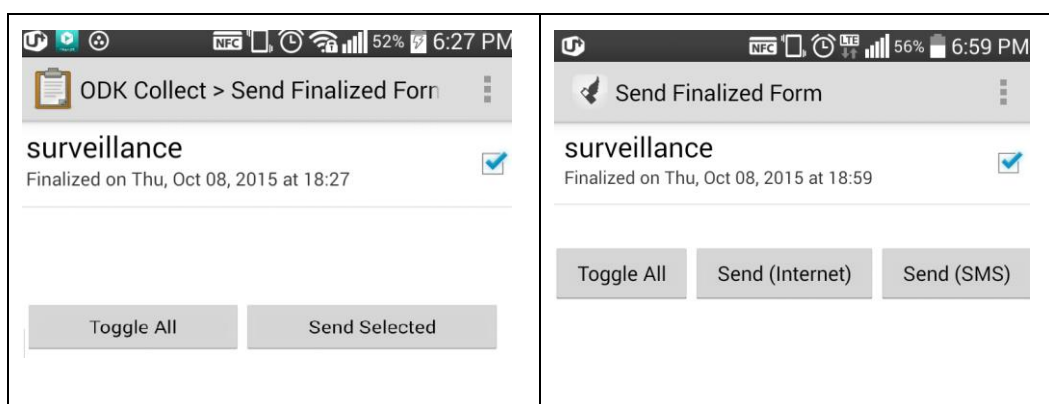 NFC 52% 6:27 PM
ODK Collect > Send Finalized Forn
surveillance
Finalized on Thu, Oct 08, 2015 at 18:27
Toggle All Send Selected
NFC LTE 56% 6:59 PM
Send Finalized Form
surveillance
Finalized on Thu, Oct 08, 2015 at 18:59
Toggle All Send (Internet) Send (SMS)